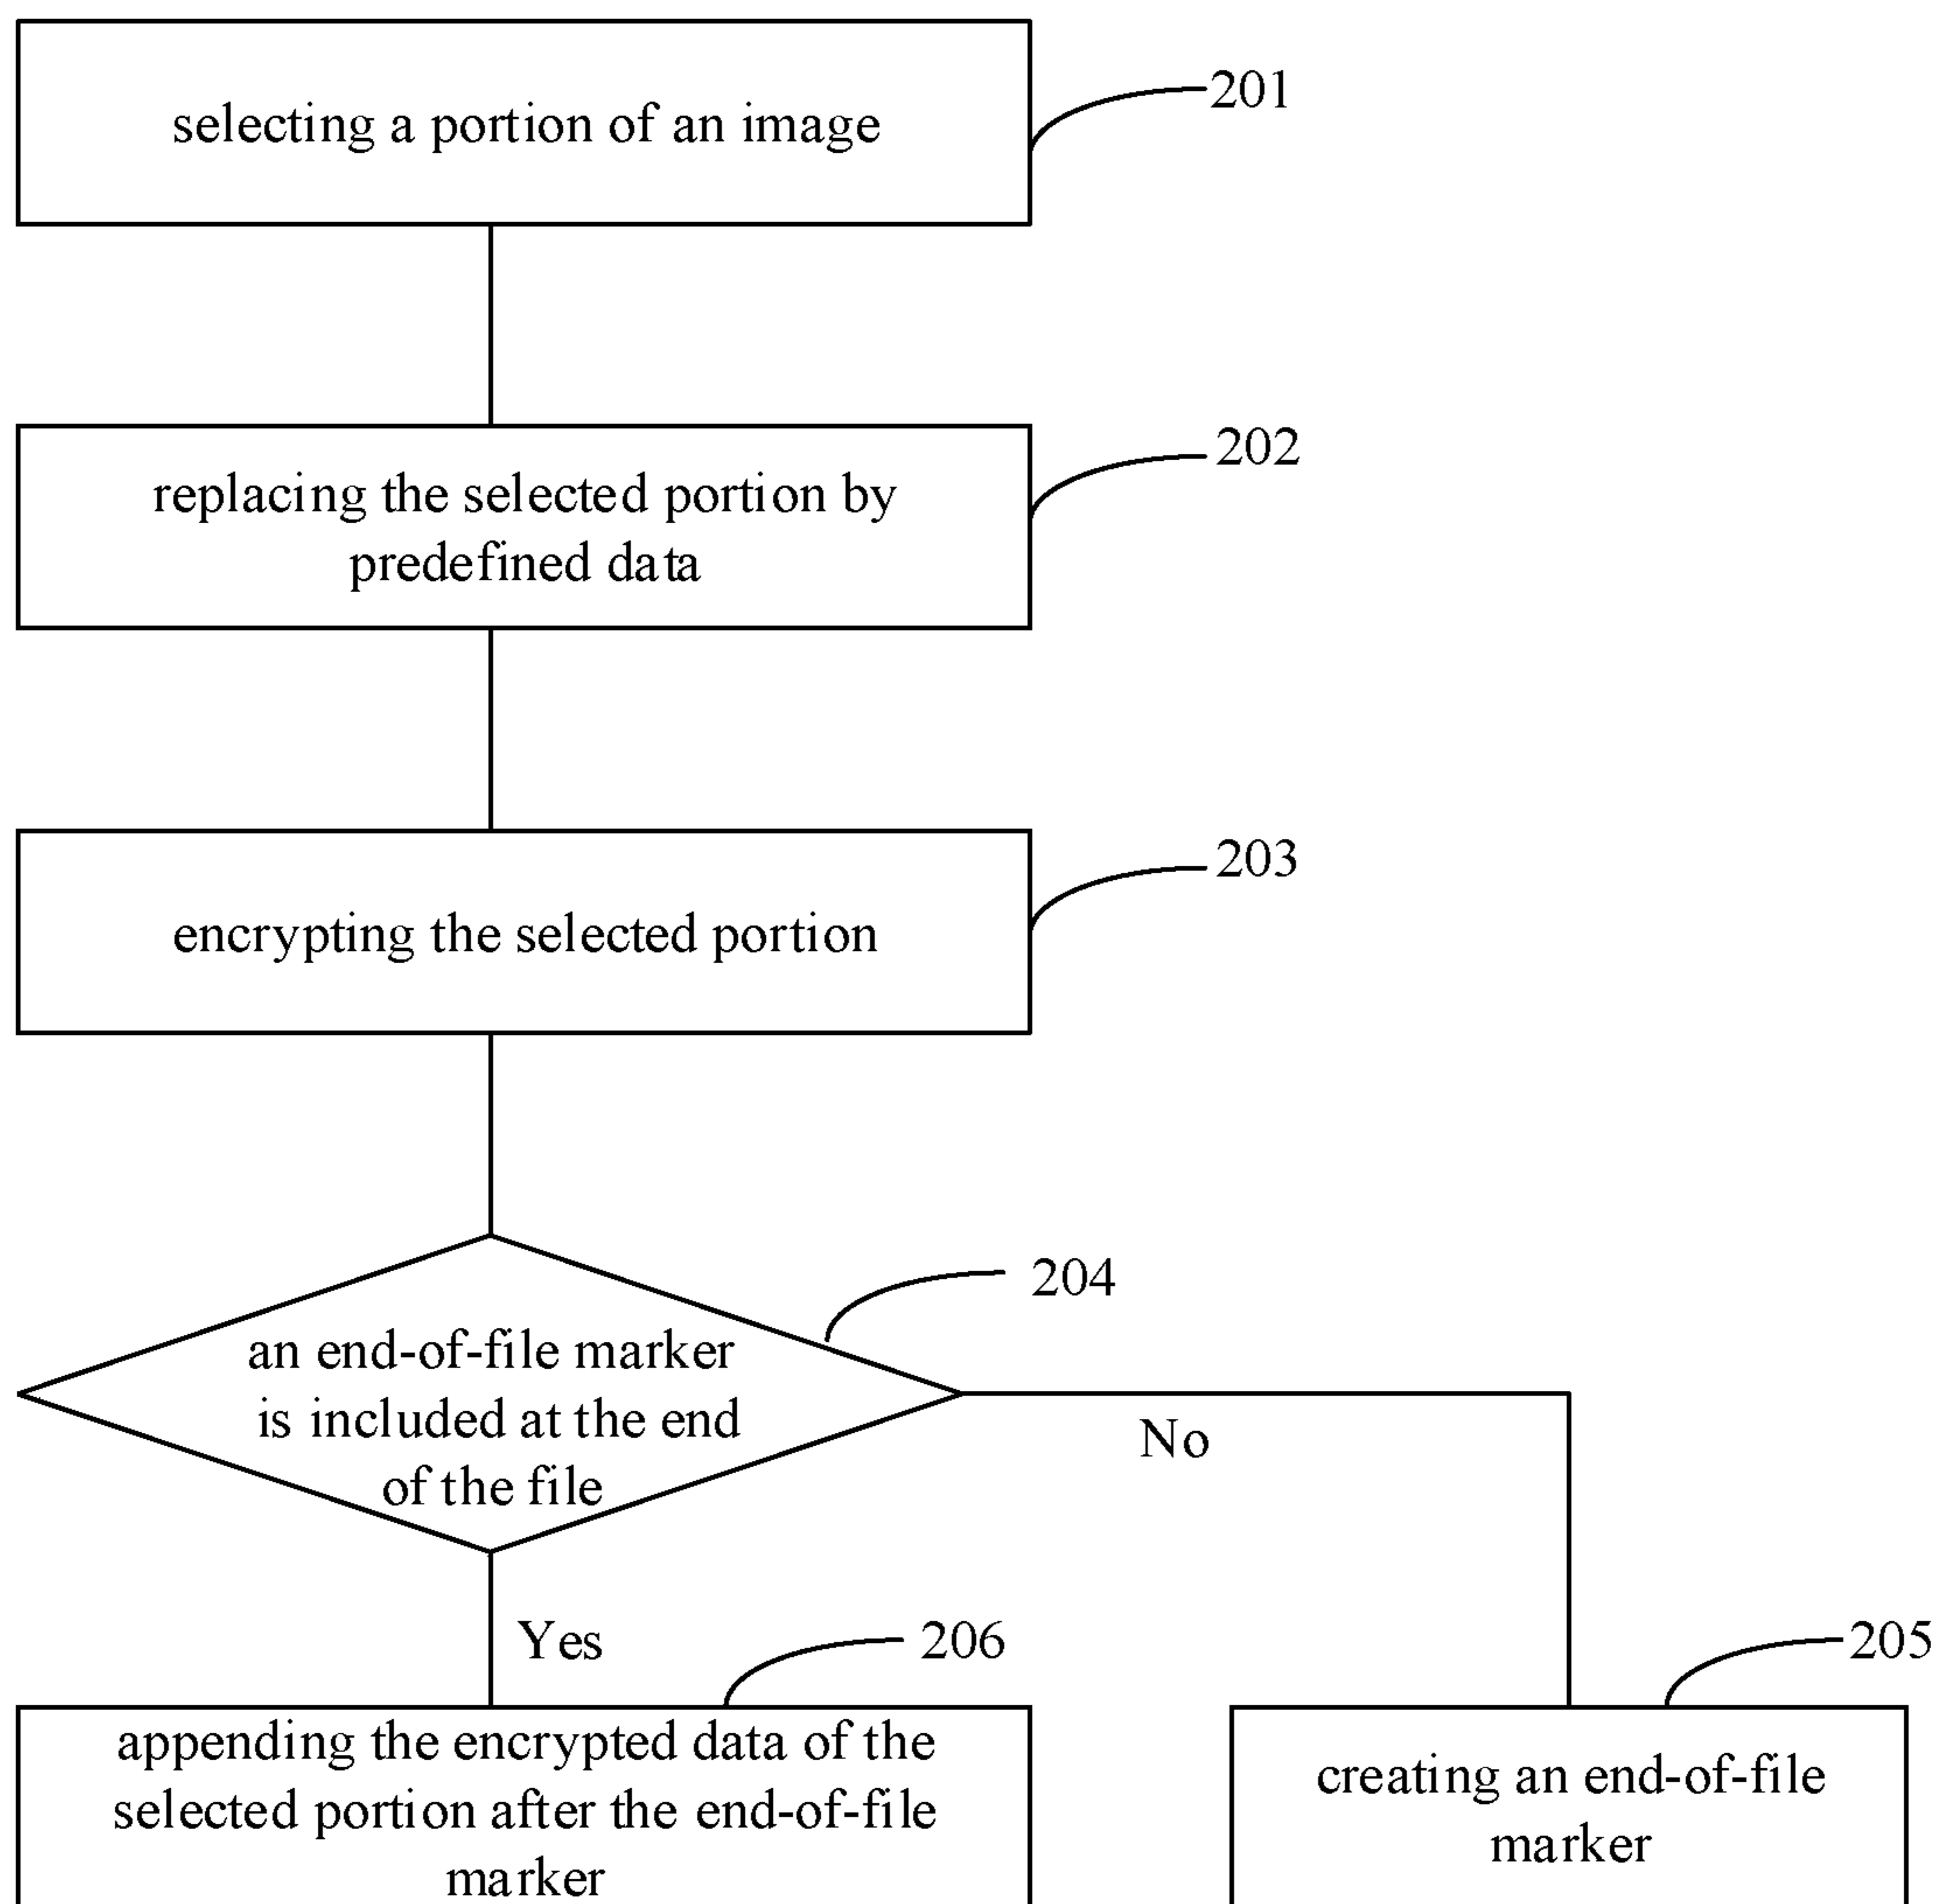 selecting a portion of an image
201
replacing the selected portion by
predefined data
202
encrypting the selected portion
203
an end-of-file marker
is included at the end
of the file
204
No
Yes
206
205
appending the encrypted data of the
selected portion after the end-of-file
marker
creating an end-of-file
marker